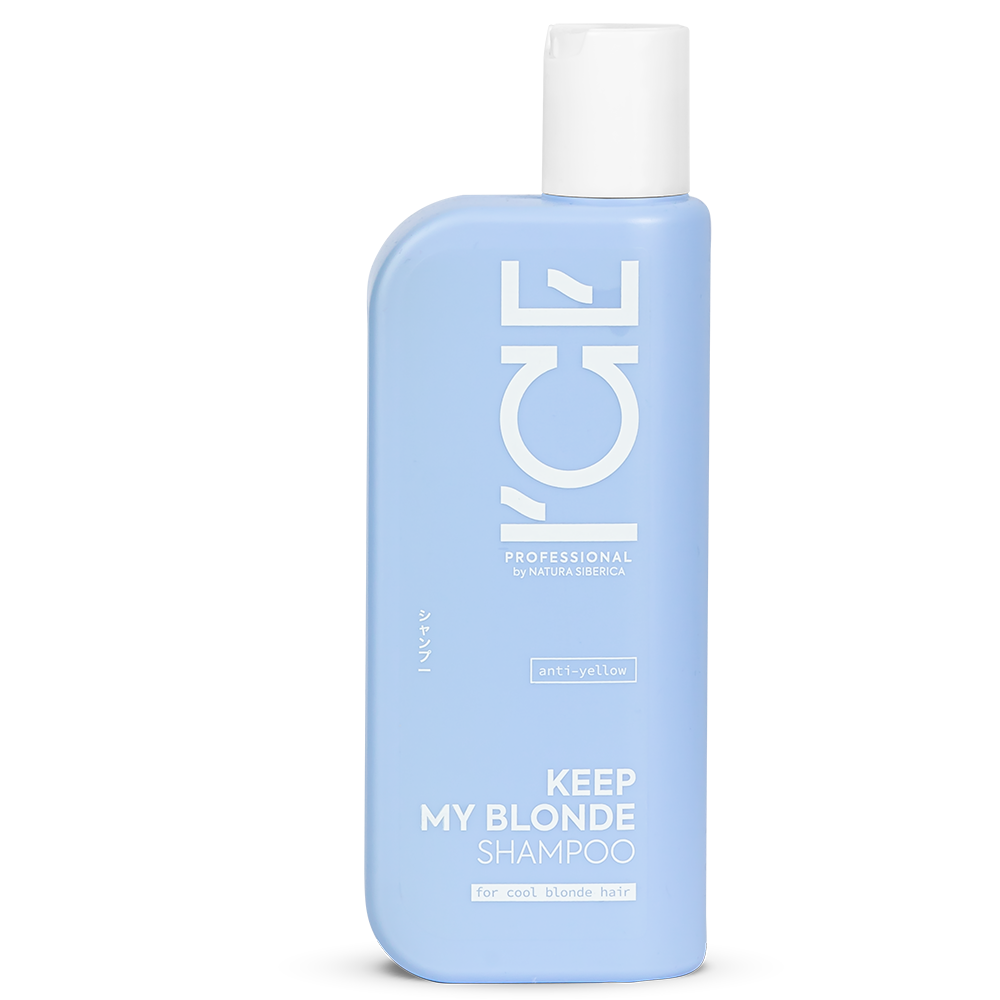 I'CÉ
PROFESSIONAL
by NATURA SIBERICA
シャンプー
anti-yellow
KEEP
MY BLONDE
SHAMPOO
for cool blonde hair